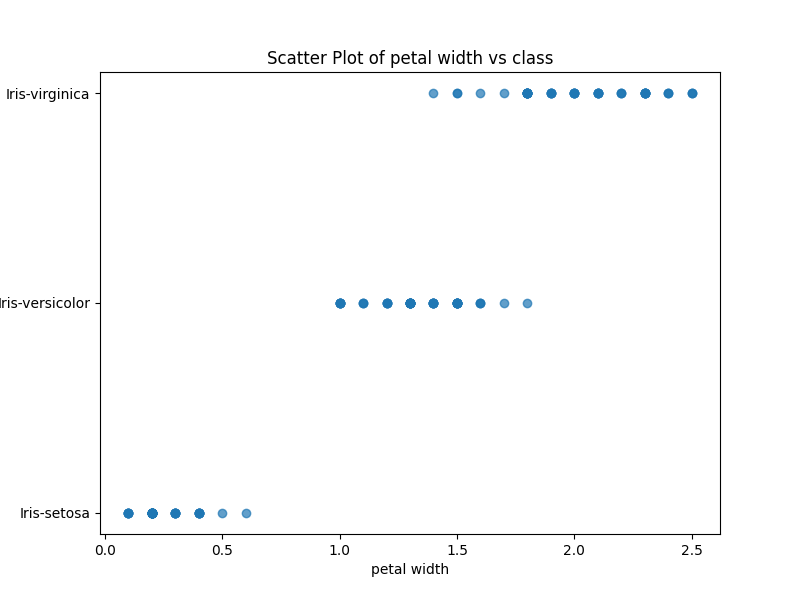 Scatter Plot of petal width vs class
Iris-virginica
Iris-versicolor
Iris-setosa
0.0 0.5 1.0 1.5 2.0 2.5
petal width